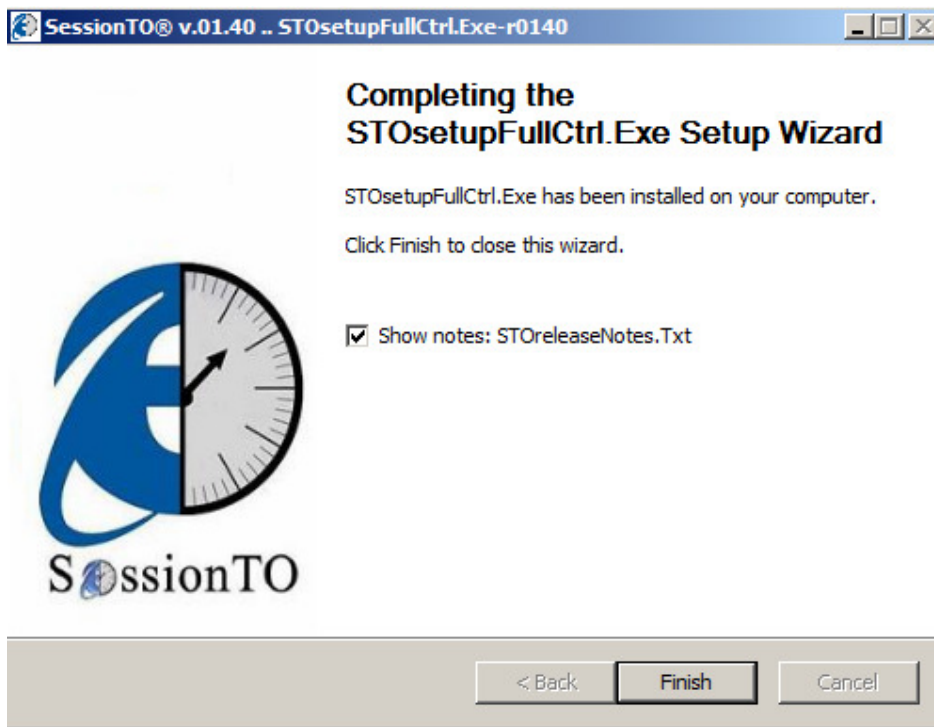 SessionTO® v.01.40 .. STOsetupFullCtrl.Exe-r0140
Completing the
STOsetupFullCtrl.Exe Setup Wizard
STOsetupFullCtrl.Exe has been installed on your computer.
Click Finish to close this wizard.
Show notes: STOreleaseNotes.Txt
SessionTO
< Back
Finish
Cancel